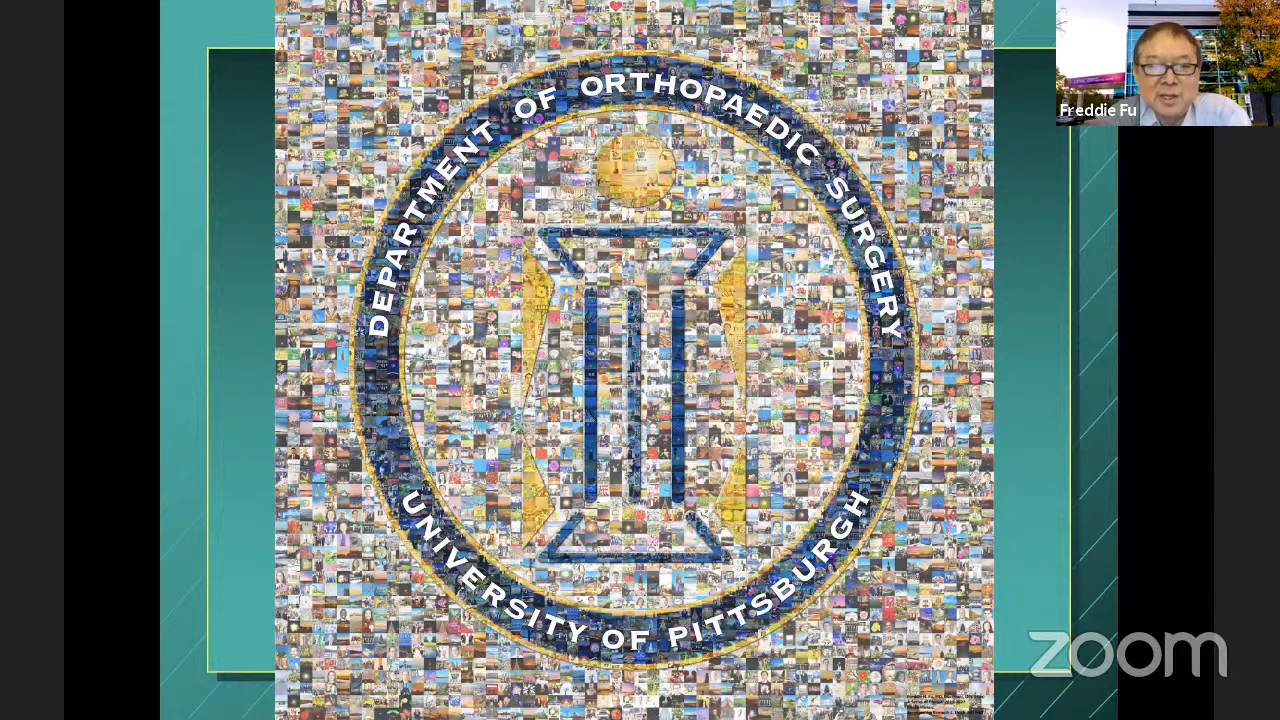 Freddie Fu
DEPARTMENT OF ORTHOPAEDIC SURGERY
UNIVERSITY OF PITTSBURGH
zoom